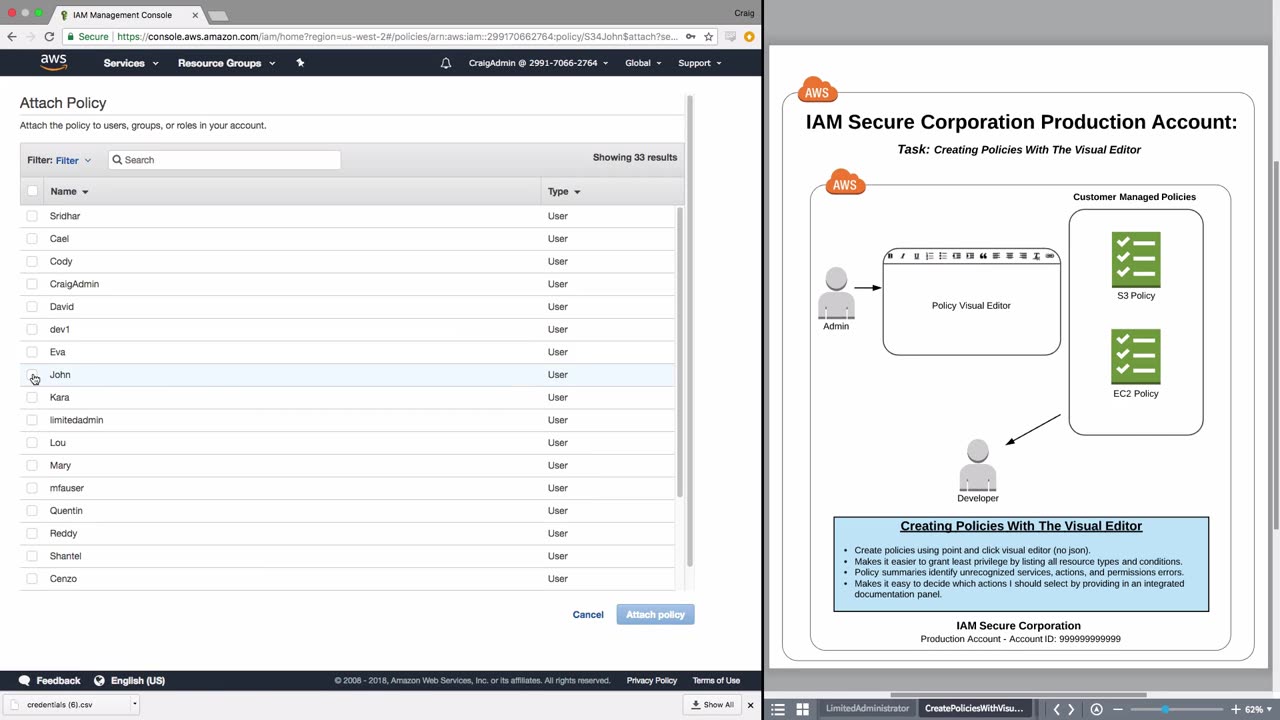 IAM Management Console
Craig
Secure
https://console.aws.amazon.com/iam/home?region=us-west-2#/policies/arn:aws:iam::299170662764:policy/S34John$attach?se...
aws
Services
Resource Groups
CraigAdmin @ 2991-7066-2764
Global
Support
Attach Policy
Attach the policy to users, groups, or roles in your account.
Filter: Filter
Search
Showing 33 results
Name
Type
Sridhar User
Cael User
Cody User
CraigAdmin User
David User
dev1 User
Eva User
John User
Kara User
limitedadmin User
Lou User
Mary User
mfauser User
Quentin User
Reddy User
Shantel User
Cenzo User
Cancel
Attach policy
Feedback
English (US)
© 2008 - 2018, Amazon Web Services, Inc. or its affiliates. All rights reserved.
Privacy Policy
Terms of Use
credentials (6).csv
Show All
AWS
IAM Secure Corporation Production Account:
Task: Creating Policies With The Visual Editor
AWS
Customer Managed Policies
Policy Visual Editor
Admin
S3 Policy
EC2 Policy
Developer
Creating Policies With The Visual Editor
• Create policies using point and click visual editor (no json).
• Makes it easier to grant least privilege by listing all resource types and conditions.
• Policy summaries identify unrecognized services, actions, and permissions errors.
• Makes it easy to decide which actions I should select by providing in an integrated
documentation panel.
IAM Secure Corporation
Production Account - Account ID: 999999999999
LimitedAdministrator
CreatePoliciesWithVisu...
62%